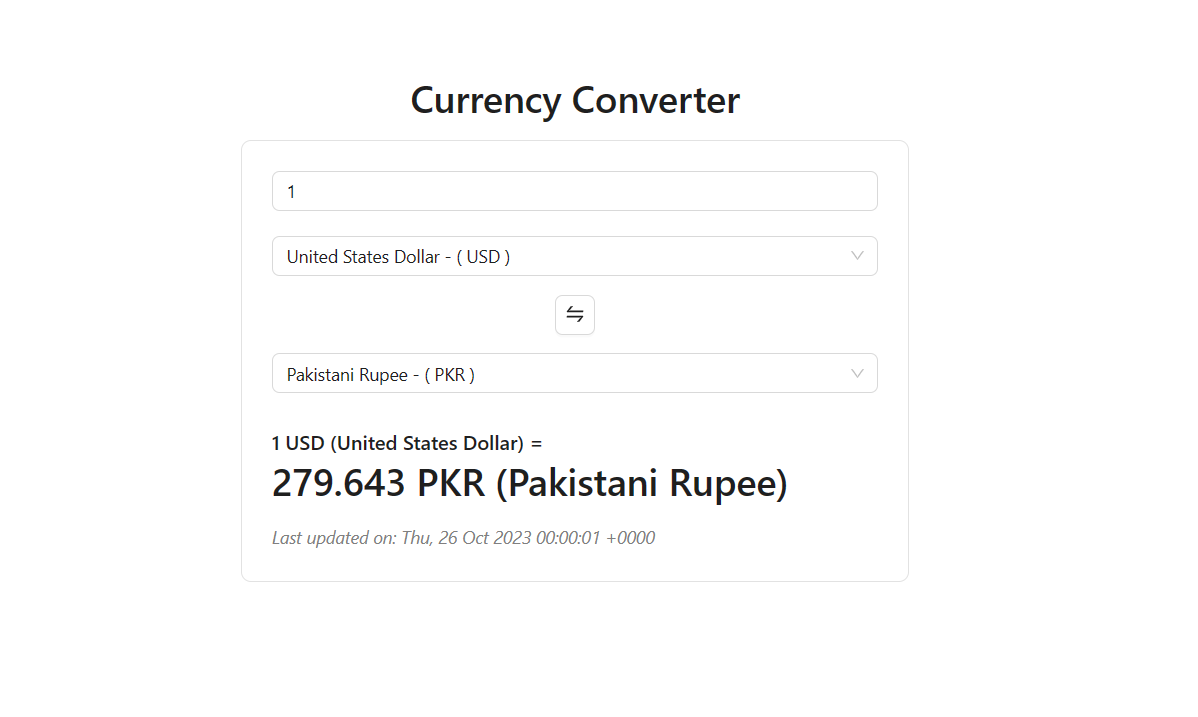 Currency Converter
1
United States Dollar - ( USD )
Pakistani Rupee - ( PKR )
1 USD (United States Dollar) =
279.643 PKR (Pakistani Rupee)
Last updated on: Thu, 26 Oct 2023 00:00:01 +0000